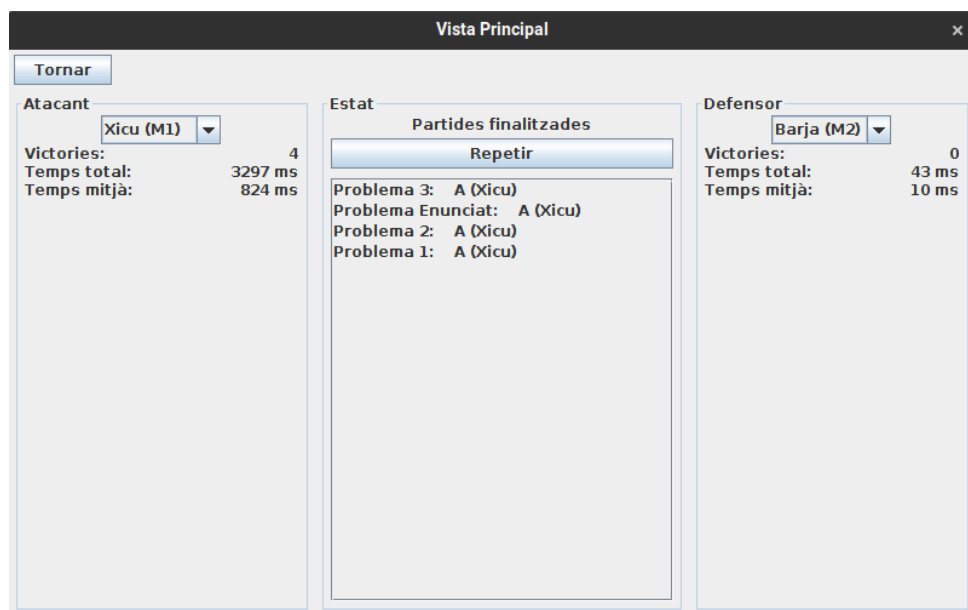 Vista Principal
×
Tornar
Atacant
Xicu (M1)
Victories: 4
Temps total: 3297 ms
Temps mitjà: 824 ms
Estat
Partides finalitzades
Repetir
Problema 3: A (Xicu)
Problema Enunciat: A (Xicu)
Problema 2: A (Xicu)
Problema 1: A (Xicu)
Defensor
Barja (M2)
Victories: 0
Temps total: 43 ms
Temps mitjà: 10 ms